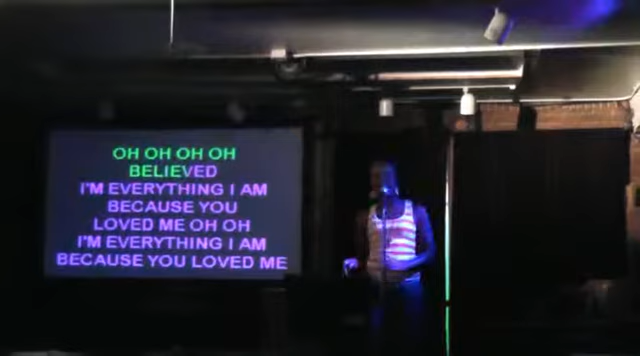 OH OH OH OH
BELIEVED
I'M EVERYTHING I AM
BECAUSE YOU
LOVED ME OH OH
I'M EVERYTHING I AM
BECAUSE YOU LOVED ME